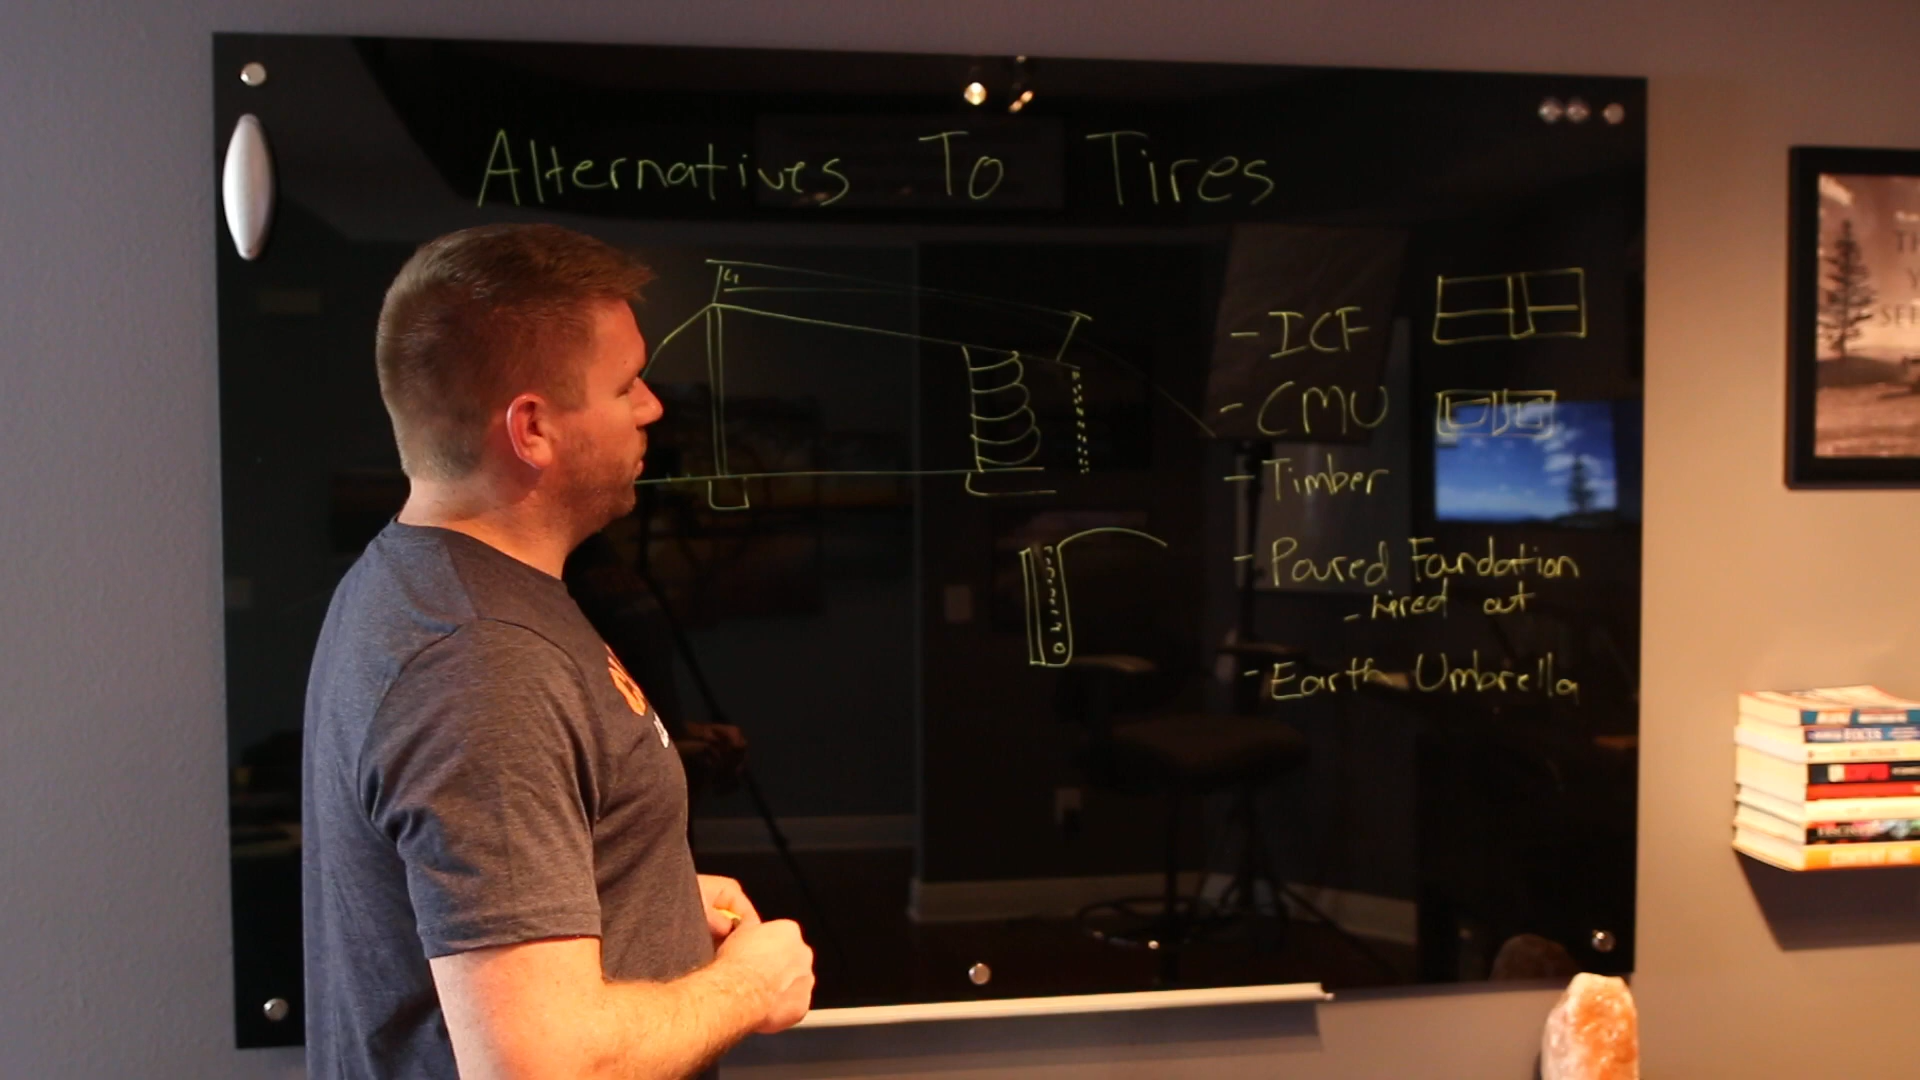 Alternatives To Tires
- ICF
- CMU
- Timber
- Poured Foundation
- hired out
- Earth Umbrella